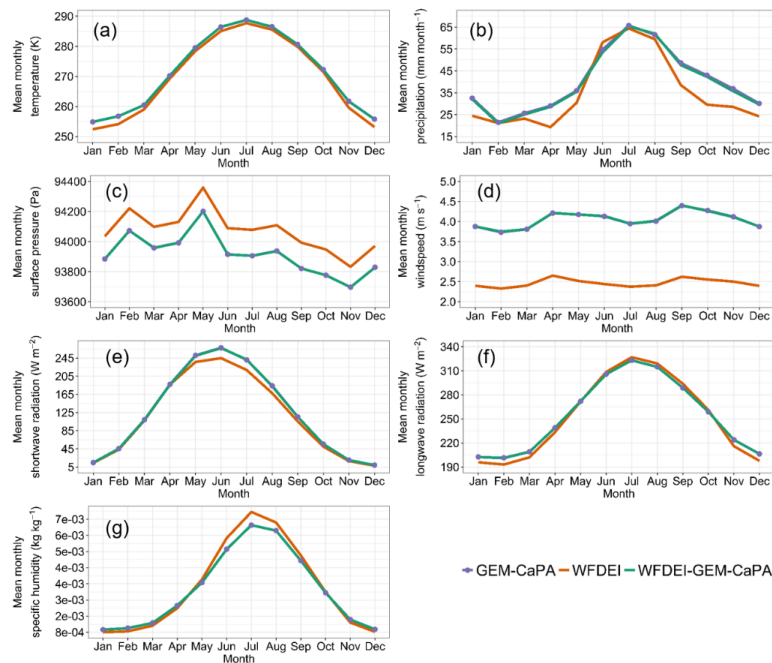 (a)
Mean monthly
temperature (K)
290
280
270
260
250
Jan Feb Mar Apr May Jun Jul Aug Sep Oct Nov Dec
Month
(b)
Mean monthly
precipitation (mm month⁻¹)
65
55
45
35
25
15
Jan Feb Mar Apr May Jun Jul Aug Sep Oct Nov Dec
Month
(c)
Mean monthly
surface pressure (Pa)
94400
94200
94000
93800
93600
Jan Feb Mar Apr May Jun Jul Aug Sep Oct Nov Dec
Month
(d)
Mean monthly
windspeed (m s⁻¹)
5.0
4.5
4.0
3.5
3.0
2.5
2.0
Jan Feb Mar Apr May Jun Jul Aug Sep Oct Nov Dec
Month
(e)
Mean monthly
shortwave radiation (W m⁻²)
245
205
165
125
85
45
5
Jan Feb Mar Apr May Jun Jul Aug Sep Oct Nov Dec
Month
(f)
Mean monthly
longwave radiation (W m⁻²)
340
310
280
250
220
190
Jan Feb Mar Apr May Jun Jul Aug Sep Oct Nov Dec
Month
(g)
Mean monthly
specific humidity (kg kg⁻¹)
7e-03
6e-03
5e-03
4e-03
3e-03
2e-03
8e-04
Jan Feb Mar Apr May Jun Jul Aug Sep Oct Nov Dec
Month
GEM-CaPA WFDEI WFDEI-GEM-CaPA